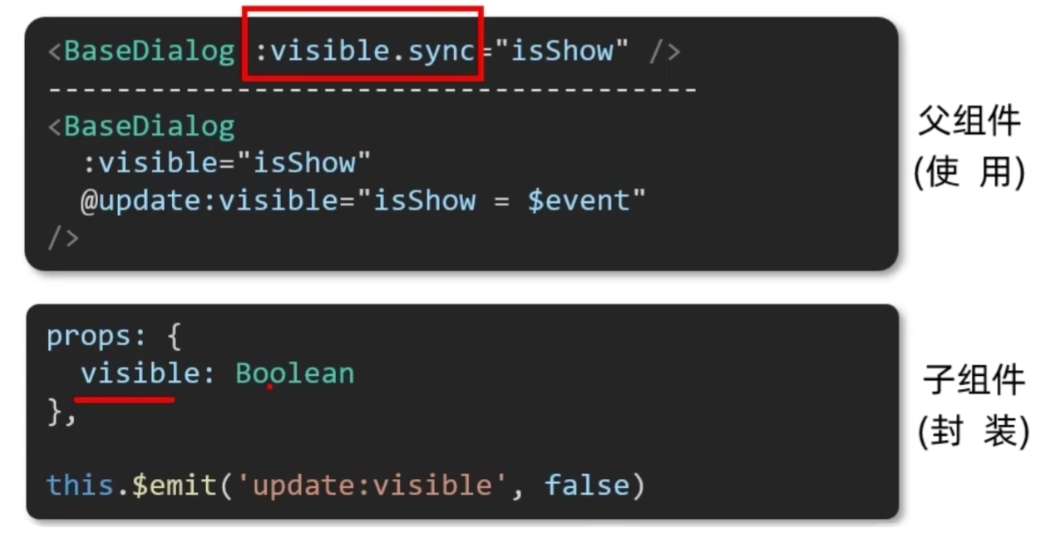 <BaseDialog :visible.sync="isShow" />
--------------------------------------
<BaseDialog
  :visible="isShow"
  @update:visible="isShow = $event"
/>
父组件
(使 用)
props: {
  visible: Boolean
},
this.$emit('update:visible', false)
子组件
(封 装)